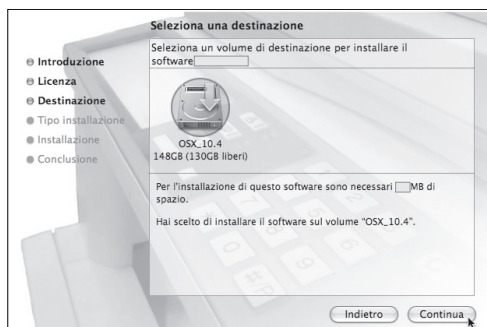 Seleziona una destinazione
Introduzione
Licenza
Destinazione
Tipo installazione
Installazione
Conclusione
Seleziona un volume di destinazione per installare il
software
OSX_10.4
148GB (130GB liberi)
Per l'installazione di questo software sono necessari MB di
spazio.
Hai scelto di installare il software sul volume "OSX_10.4".
Indietro
Continua